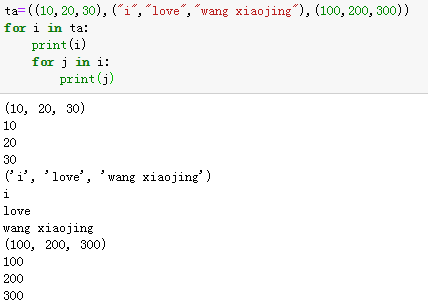 ta=((10,20,30),("i","love","wang xiaojing"),(100,200,300))
for i in ta:
    print(i)
    for j in i:
        print(j)
(10, 20, 30)
10
20
30
('i', 'love', 'wang xiaojing')
i
love
wang xiaojing
(100, 200, 300)
100
200
300